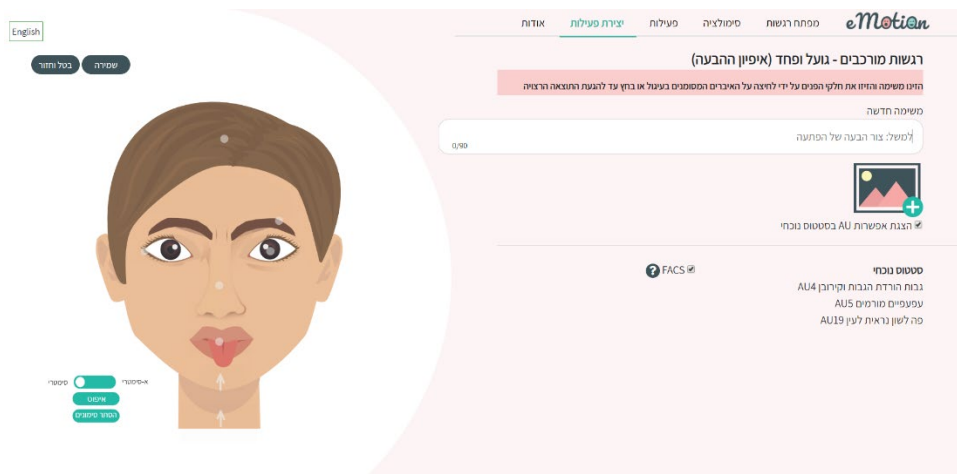 English
eMotion
מפתח רגשות
סימולציה
פעילות
יצירת פעילות
אודות
שמירה
בטל וחזור
רגשות מורכבים - גועל ופחד (איפיון ההבעה)
הזינו משימה והזיזו את חלקי הפנים על ידי לחיצה על האיברים המסומנים בעיגול או בחץ עד להגעת התוצאה הרצויה
משימה חדשה
למשל: צור הבעה של הפתעה
0/90
הצגת אפשרות AU בסטטוס נוכחי
סטטוס נוכחי
FACS
?
גבות הורדת הגבות וקירובן AU4
עפעפיים מורמים AU5
פה לשון נראית לעין AU19
א-סימטרי
סימטרי
איפוס
הסתר סימונים